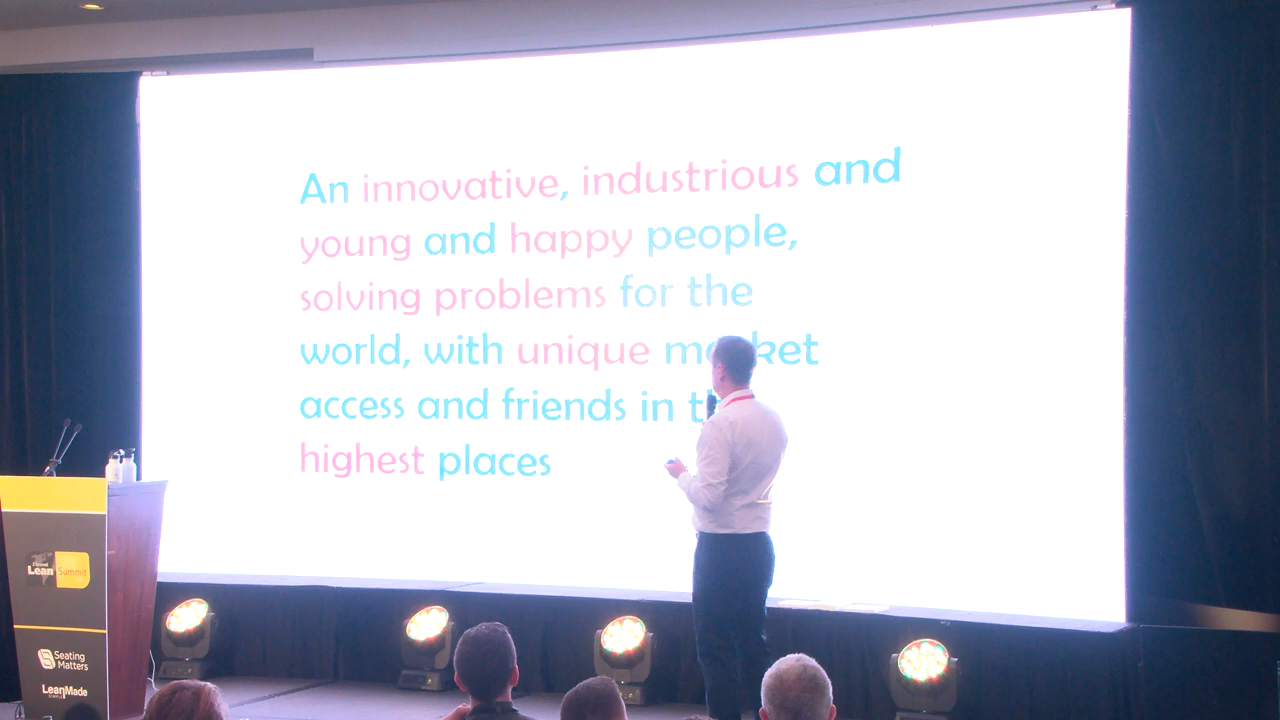 An innovative, industrious and
young and happy people,
solving problems for the
world, with unique market
access and friends in
highest places
Lean Summit
Seating
Matters
LeanMade